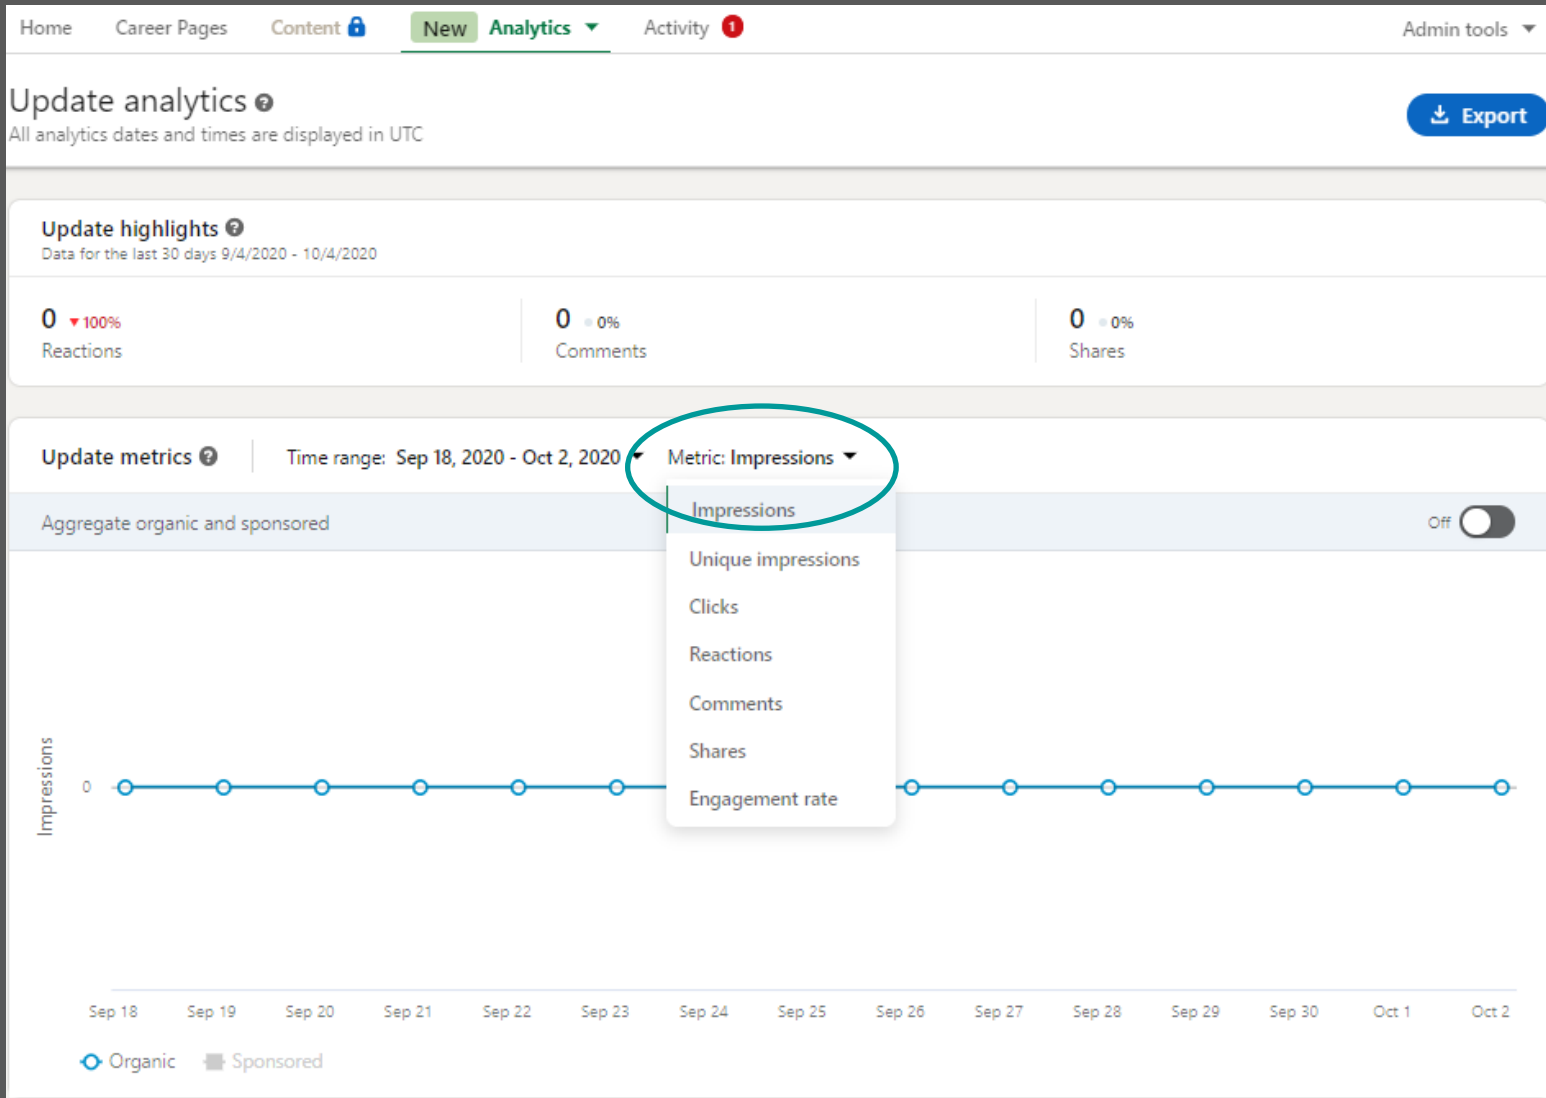 Home Career Pages Content New Analytics Activity 1 Admin tools
Update analytics
All analytics dates and times are displayed in UTC
Export
Update highlights
Data for the last 30 days 9/4/2020 - 10/4/2020
0 100% 0 0% 0 0%
Reactions Comments Shares
Update metrics Time range: Sep 18, 2020 - Oct 2, 2020 Metric: Impressions
Aggregate organic and sponsored Off
Impressions
Unique impressions
Clicks
Reactions
Comments
Shares
Engagement rate
Impressions
0
Sep 18 Sep 19 Sep 20 Sep 21 Sep 22 Sep 23 Sep 24 Sep 25 Sep 26 Sep 27 Sep 28 Sep 29 Sep 30 Oct 1 Oct 2
Organic Sponsored